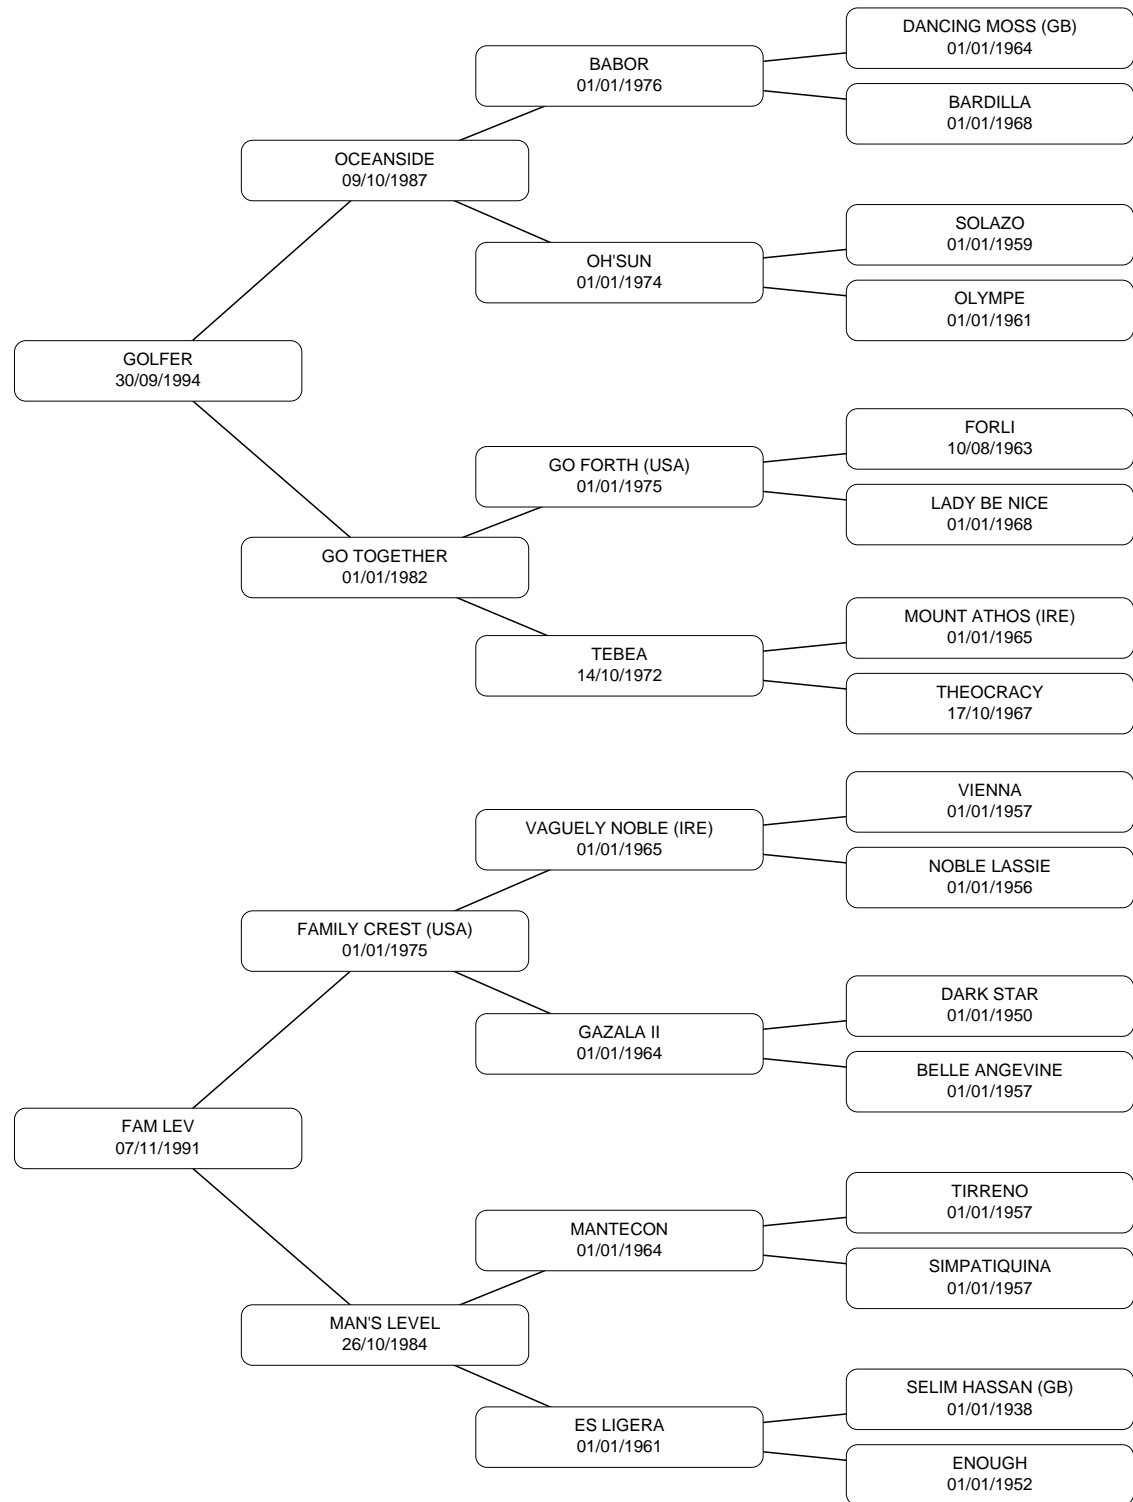 DANCING MOSS (GB)
01/01/1964
BABOR
01/01/1976
BARDILLA
01/01/1968
OCEANSIDE
09/10/1987
SOLAZO
01/01/1959
OH'SUN
01/01/1974
OLYMPE
01/01/1961
GOLFER
30/09/1994
FORLI
10/08/1963
GO FORTH (USA)
01/01/1975
LADY BE NICE
01/01/1968
GO TOGETHER
01/01/1982
MOUNT ATHOS (IRE)
01/01/1965
TEBEA
14/10/1972
THEOCRACY
17/10/1967
VIENNA
01/01/1957
VAGUELY NOBLE (IRE)
01/01/1965
NOBLE LASSIE
01/01/1956
FAMILY CREST (USA)
01/01/1975
DARK STAR
01/01/1950
GAZALA II
01/01/1964
BELLE ANGEVINE
01/01/1957
FAM LEV
07/11/1991
TIRRENO
01/01/1957
MANTECON
01/01/1964
SIMPATIQUINA
01/01/1957
MAN'S LEVEL
26/10/1984
SELIM HASSAN (GB)
01/01/1938
ES LIGERA
01/01/1961
ENOUGH
01/01/1952